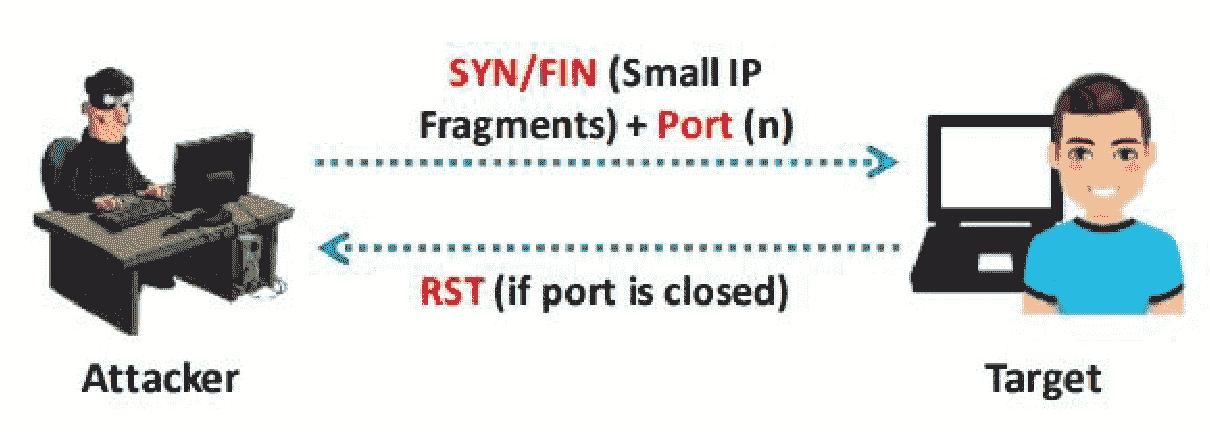 SYN/FIN (Small IP
Fragments) + Port (n)
RST (if port is closed)
Attacker
Target